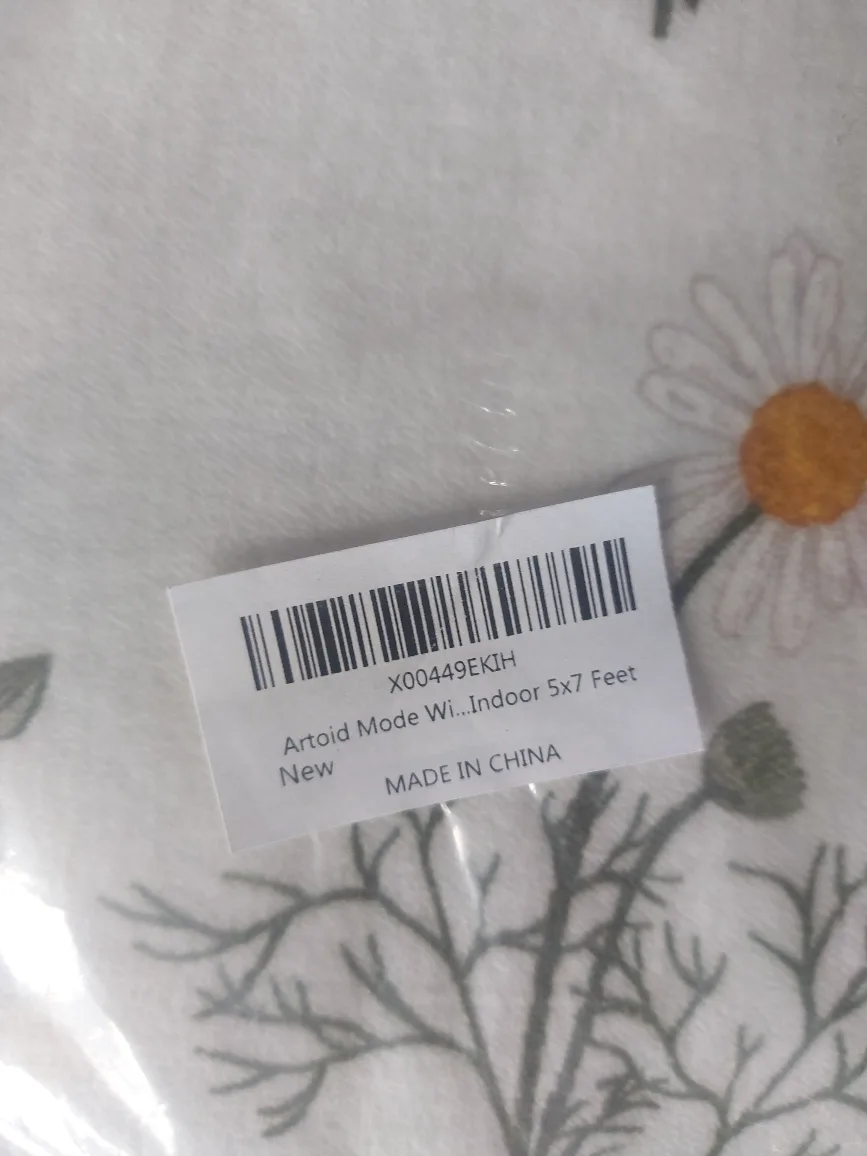 X00449EKIH
Artoid Mode Wi...Indoor 5x7 Feet
New
MADE IN CHINA